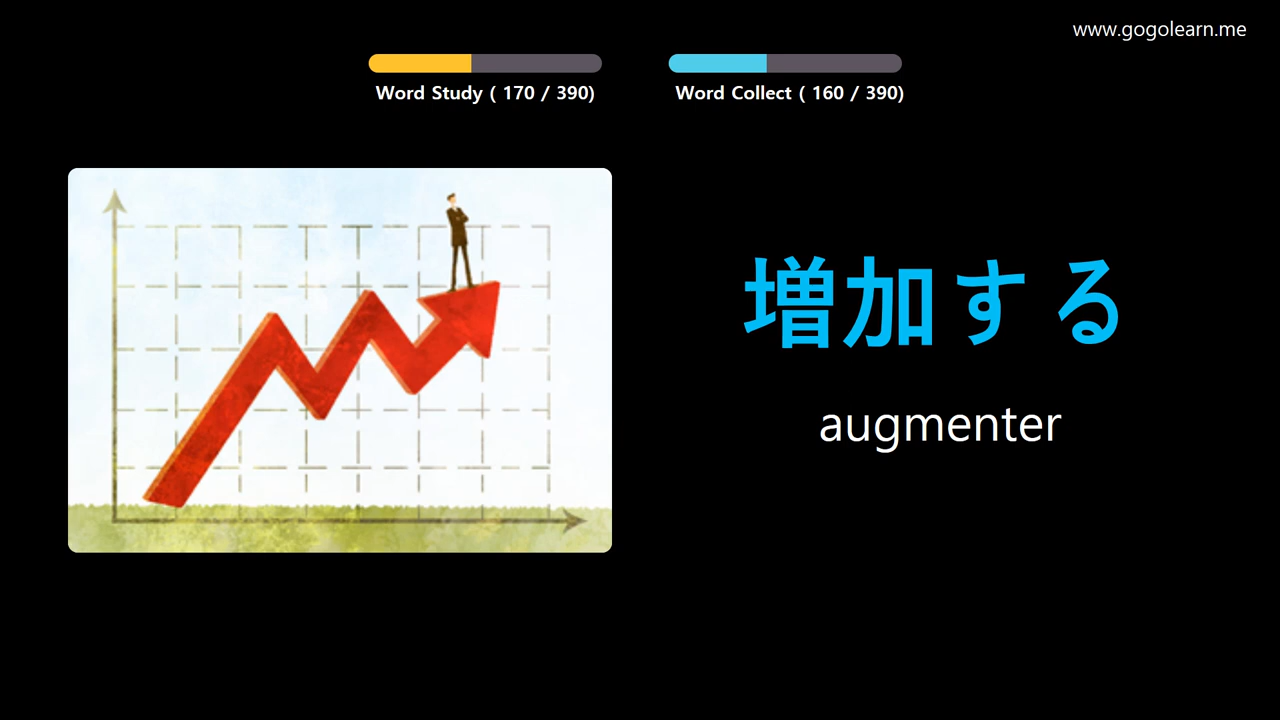 www.gogolearn.me
Word Study ( 170 / 390)
Word Collect ( 160 / 390)
増加する
augmenter